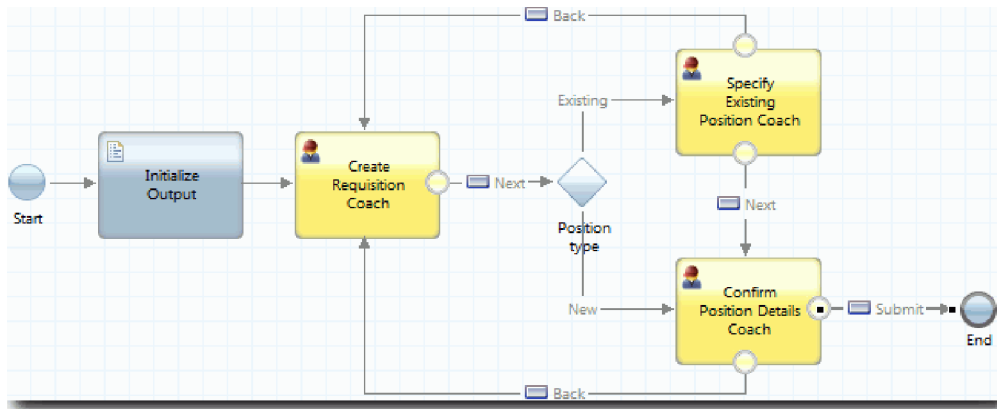 Back
Specify
Existing
Position Coach
Existing
Initialize
Output
Create
Requisition
Coach
Next
Start
Next
Position
type
Confirm
Position Details
Coach
New
Submit
End
Back